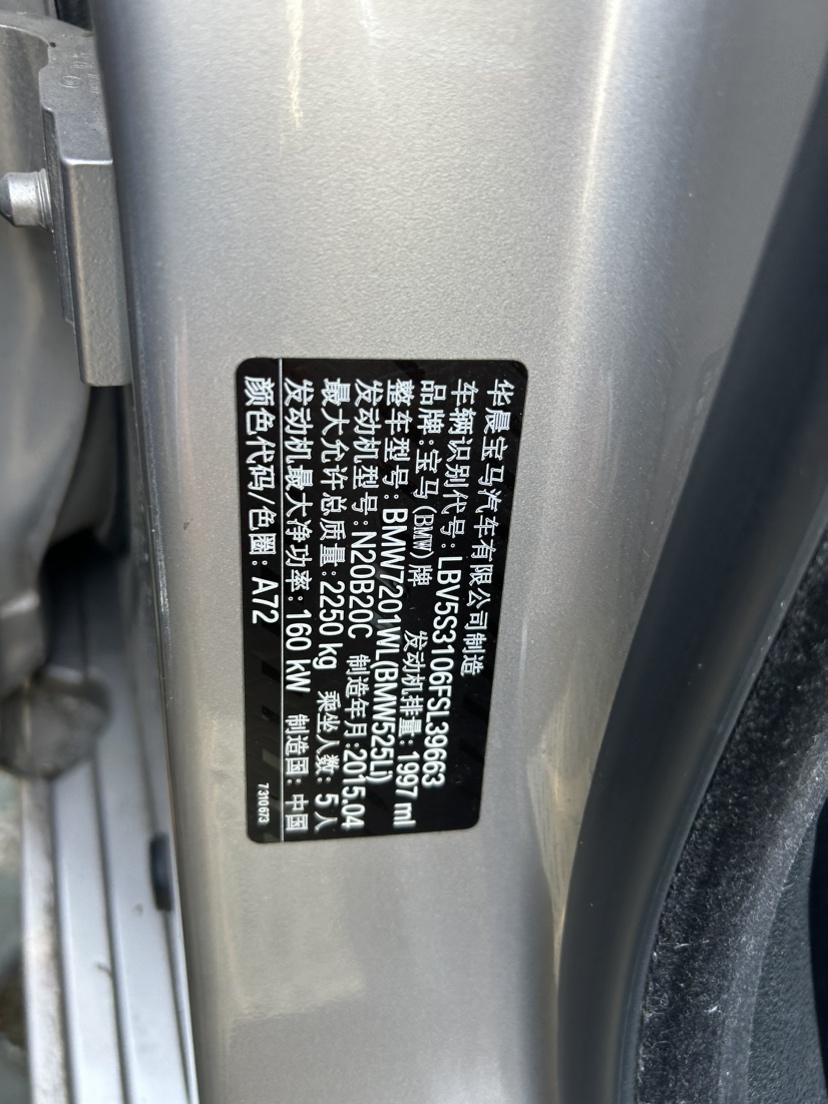 华晨宝马汽车有限公司制造
车辆识别代号:LBV5S3106FSL39663
品牌:宝马(BMW)牌 发动机排量:1997 ml
整车型号:BMW7201WL(BMW525Li)
发动机型号:N20B20C 制造年月:2015.04
最大允许总质量:2250 kg 乘坐人数:5人
发动机最大净功率:160 kW 制造国:中国
颜色代码/色圈:A72
7310673